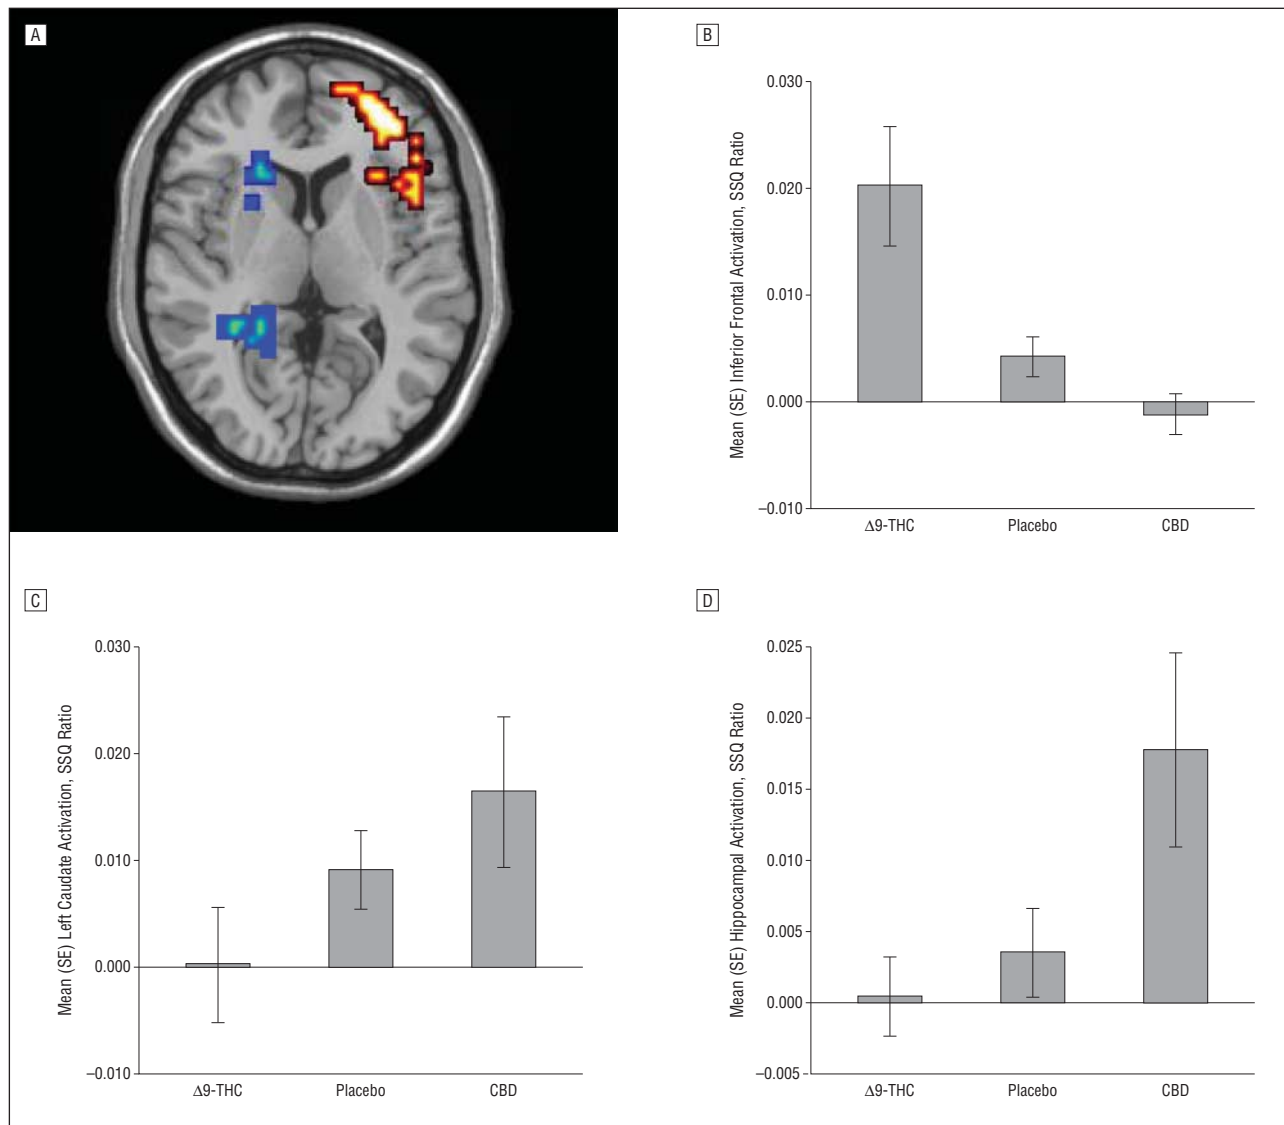 A
B
Mean (SE) Inferior Frontal Activation, SSQ Ratio
0.030
0.020
0.010
0.000
–0.010
Δ9-THC Placebo CBD
C
Mean (SE) Left Caudate Activation, SSQ Ratio
0.030
0.020
0.010
0.000
–0.010
Δ9-THC Placebo CBD
D
Mean (SE) Hippocampal Activation, SSQ Ratio
0.025
0.020
0.015
0.010
0.005
0.000
–0.005
Δ9-THC Placebo CBD